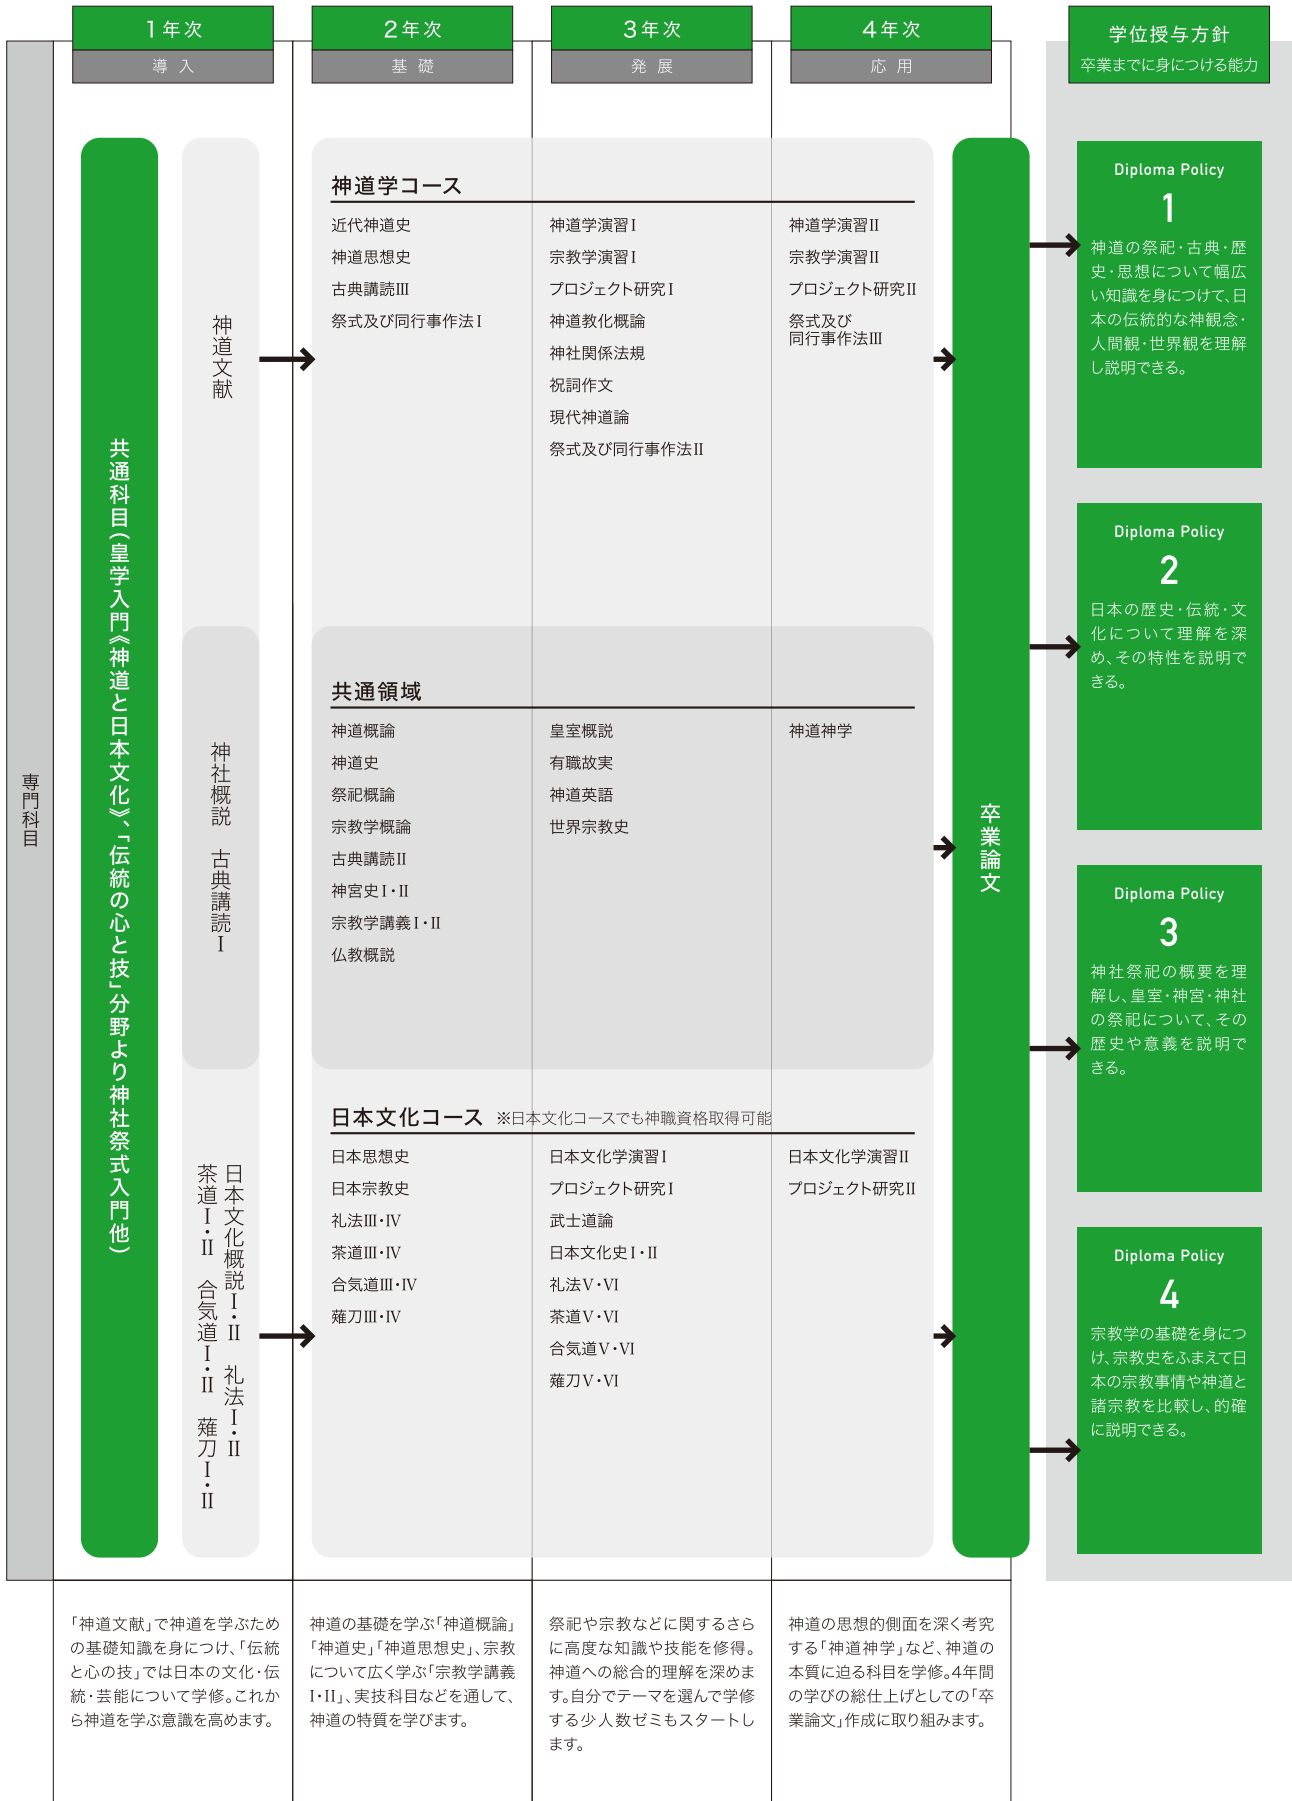 1年次
導入
2年次
基礎
3年次
発展
4年次
応用
学位授与方針
卒業までに身につける能力
専門科目
共通科目(皇学入門《神道と日本文化》、「伝統の心と技」分野より神社祭式入門他)
神道文献
神社概説 古典講読I
日本文化概説I・II 礼法I・II
茶道I・II 合気道I・II 薙刀I・II
神道学コース
近代神道史
神道思想史
古典講読III
祭式及び同行事作法I
神道学演習I
宗教学演習I
プロジェクト研究I
神道教化概論
神社関係法規
祝詞作文
現代神道論
祭式及び同行事作法II
神道学演習II
宗教学演習II
プロジェクト研究II
祭式及び
同行事作法III
共通領域
神道概論
神道史
祭祀概論
宗教学概論
古典講読II
神宮史I・II
宗教学講義I・II
仏教概説
皇室概説
有職故実
神道英語
世界宗教史
神道神学
日本文化コース ※日本文化コースでも神職資格取得可能
日本思想史
日本宗教史
礼法III・IV
茶道III・IV
合気道III・IV
薙刀III・IV
日本文化学演習I
プロジェクト研究I
武士道論
日本文化史I・II
礼法V・VI
茶道V・VI
合気道V・VI
薙刀V・VI
日本文化学演習II
プロジェクト研究II
卒業論文
Diploma Policy
1
神道の祭祀・古典・歴
史・思想について幅広
い知識を身につけて、日
本の伝統的な神観念・
人間観・世界観を理解
し説明できる。
Diploma Policy
2
日本の歴史・伝統・文
化について理解を深
め、その特性を説明で
きる。
Diploma Policy
3
神社祭祀の概要を理
解し、皇室・神宮・神社
の祭祀について、その
歴史や意義を説明で
きる。
Diploma Policy
4
宗教学の基礎を身につ
け、宗教史をふまえて日
本の宗教事情や神道と
諸宗教を比較し、的確
に説明できる。
「神道文献」で神道を学ぶため
の基礎知識を身につけ、「伝統
と心の技」では日本の文化・伝
統・芸能について学修。これか
ら神道を学ぶ意識を高めます。
神道の基礎を学ぶ「神道概論」
「神道史」「神道思想史」、宗教
について広く学ぶ「宗教学講義
I・II」、実技科目などを通して、
神道の特質を学びます。
祭祀や宗教などに関するさら
に高度な知識や技能を修得。
神道への総合的理解を深めま
す。自分でテーマを選んで学修
する少人数ゼミもスタートし
ます。
神道の思想的側面を深く考究
する「神道神学」など、神道の
本質に迫る科目を学修。4年間
の学びの総仕上げとしての「卒
業論文」作成に取り組みます。